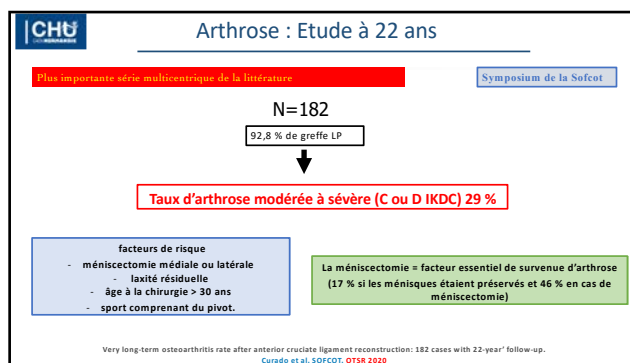 CHU
CAEN NORMANDIE
Arthrose : Etude à 22 ans
Plus importante série multicentrique de la littérature
Symposium de la Sofcot
N=182
92,8 % de greffe LP
Taux d'arthrose modérée à sévère (C ou D IKDC) 29 %
facteurs de risque
- méniscectomie médiale ou latérale
- laxité résiduelle
- âge à la chirurgie > 30 ans
- sport comprenant du pivot.
La méniscectomie = facteur essentiel de survenue d'arthrose
(17 % si les ménisques étaient préservés et 46 % en cas de
méniscectomie)
Very long-term osteoarthritis rate after anterior cruciate ligament reconstruction: 182 cases with 22-year' follow-up.
Curado et al. SOFCOT. OTSR 2020